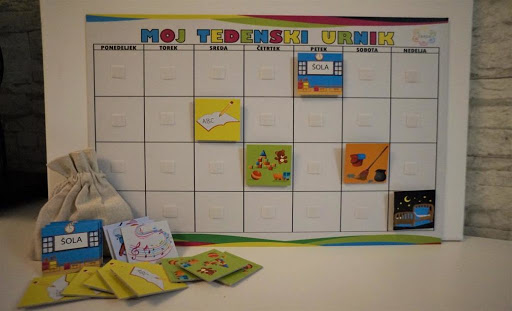 MOJ TEDENSKI URNIK
PONEDELJEK TOREK SREDA ČETRTEK PETEK SOBOTA NEDELJA
ŠOLA
ABC
ŠOLA